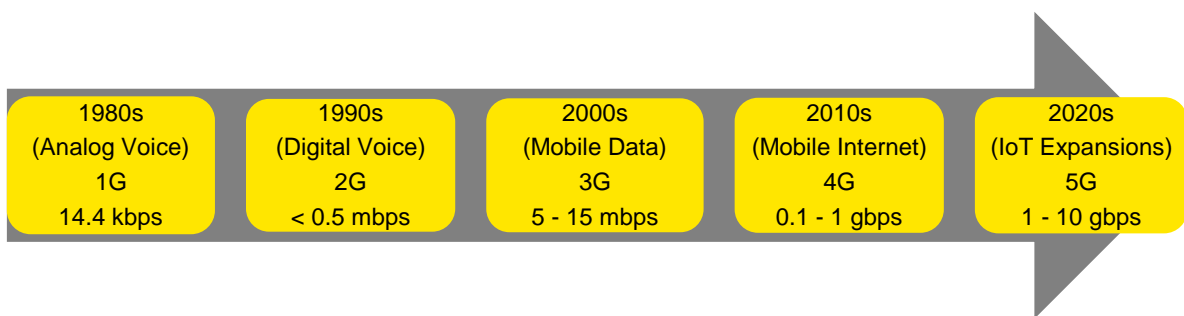 1980s
(Analog Voice)
1G
14.4 kbps
1990s
(Digital Voice)
2G
< 0.5 mbps
2000s
(Mobile Data)
3G
5 - 15 mbps
2010s
(Mobile Internet)
4G
0.1 - 1 gbps
2020s
(IoT Expansions)
5G
1 - 10 gbps